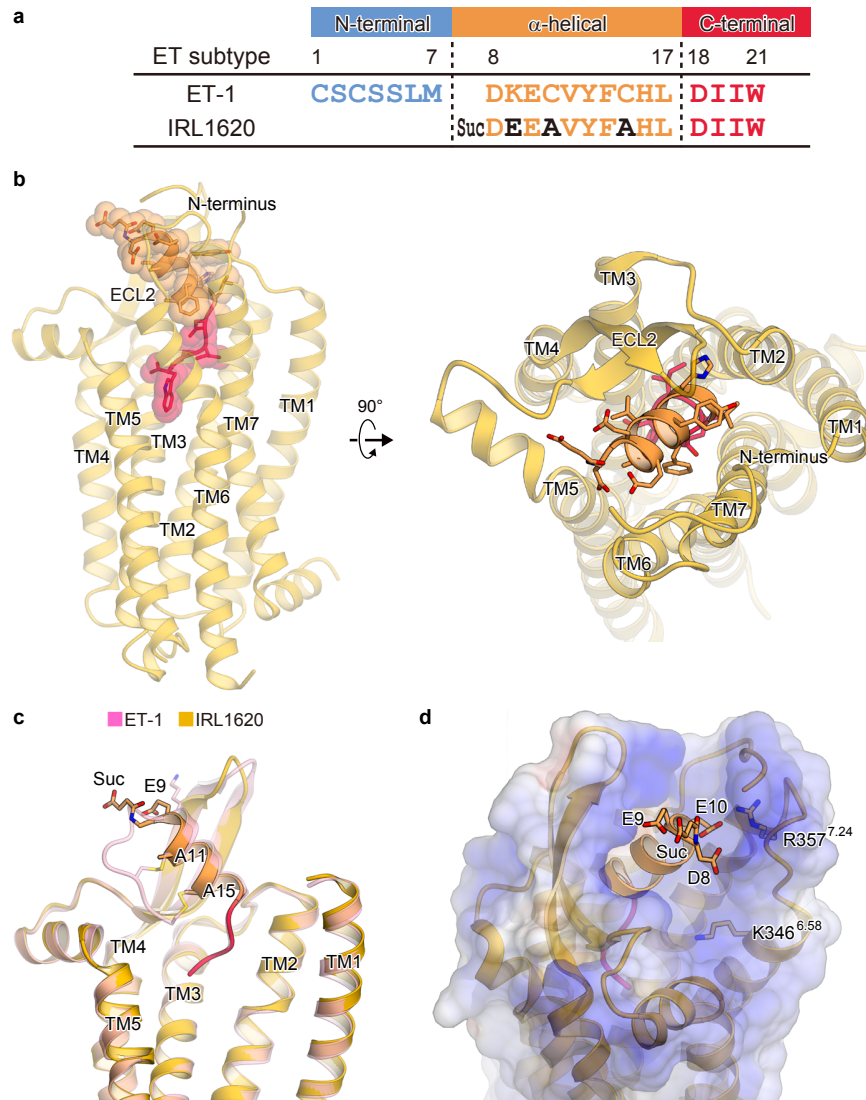 a
N-terminal α-helical C-terminal
ET subtype 1 7 8 17 18 21
ET-1 CSCSSLM DKECVYFCHL DIIW
IRL1620 SucDEEAVYFAHL DIIW
b
N-terminus
ECL2
TM5
TM3
TM4
TM7
TM1
TM6
TM2
90°
TM3
ECL2
TM4
TM2
TM1
N-terminus
TM5
TM7
TM6
c
ET-1 IRL1620
Suc E9
A11
A15
TM4
TM3
TM2
TM1
TM5
d
E9 E10
Suc
D8
R357 7.24
K346 6.58